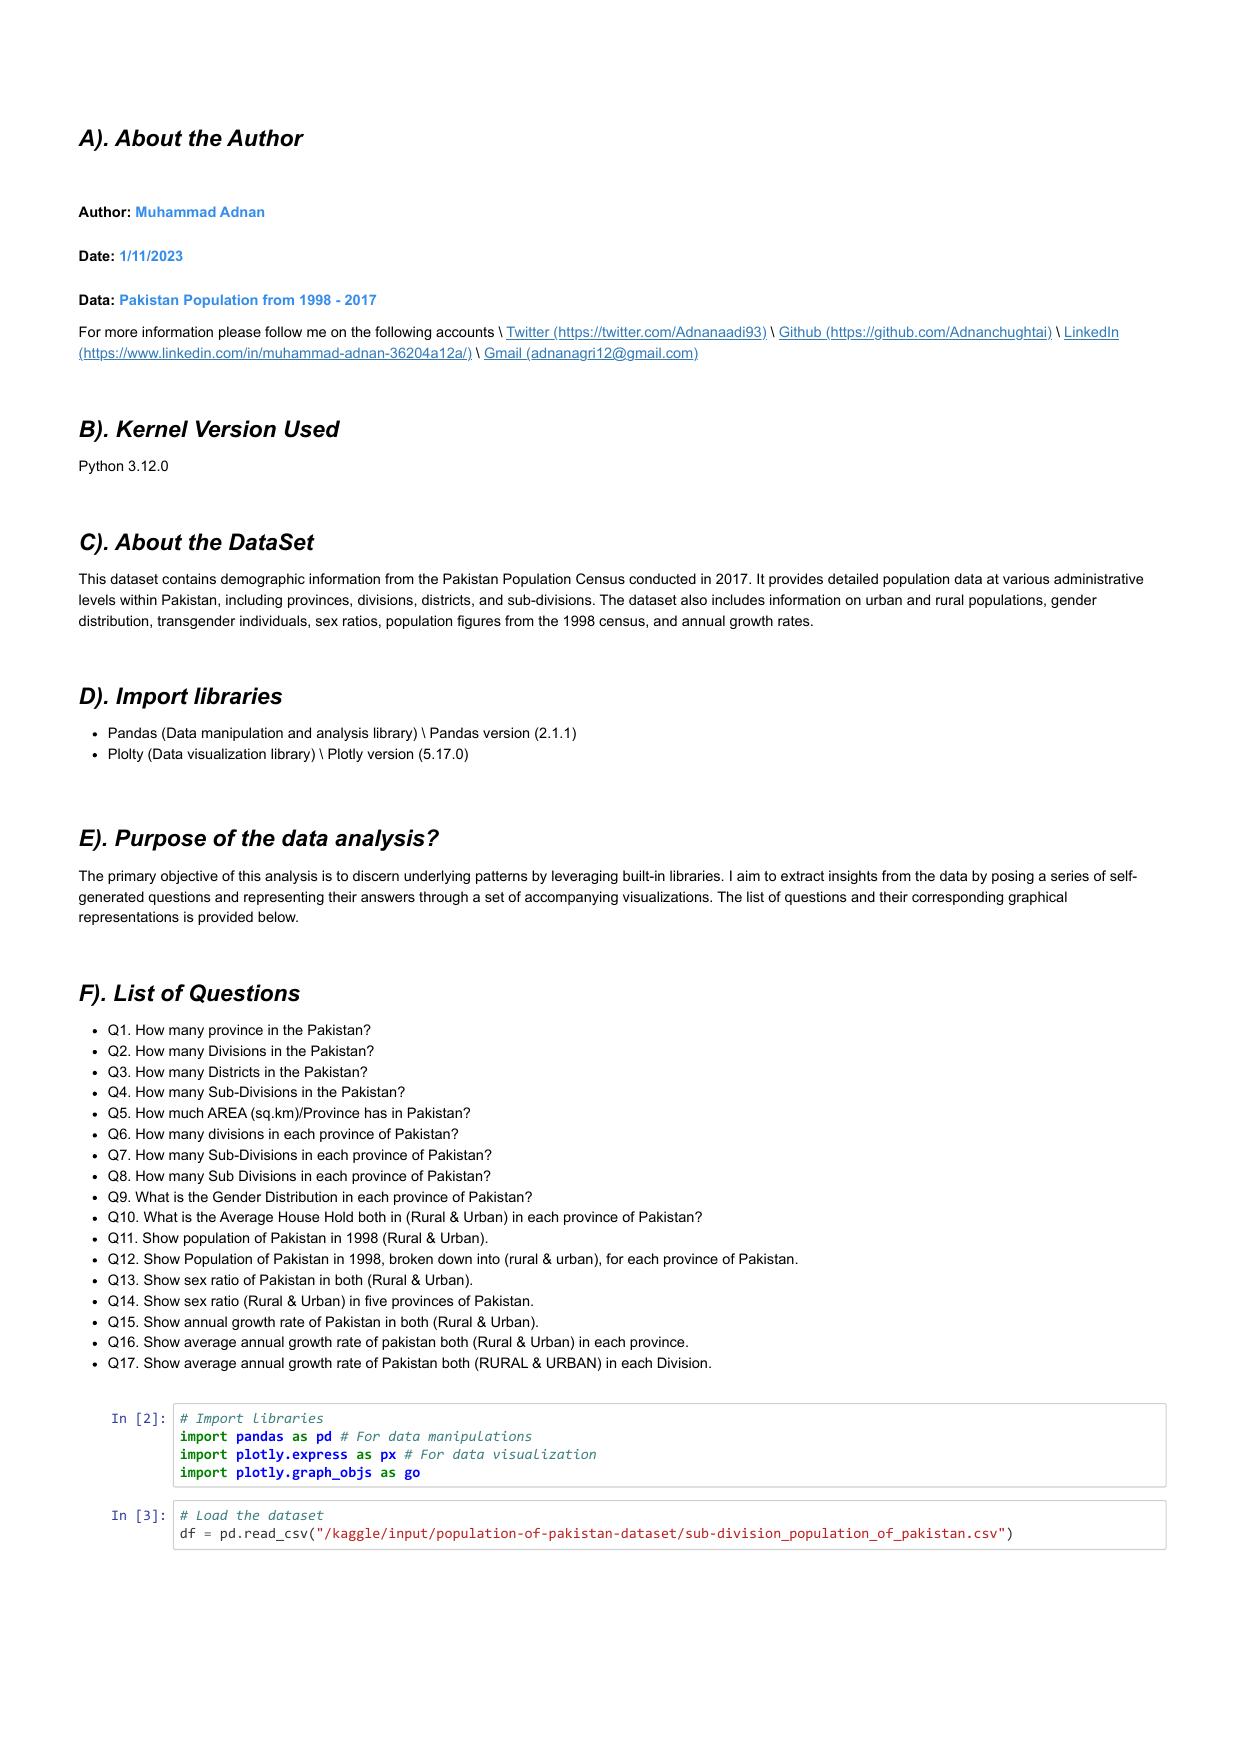 A). About the Author
Author: Muhammad Adnan
Date: 1/11/2023
Data: Pakistan Population from 1998 - 2017
For more information please follow me on the following accounts \ Twitter (https://twitter.com/Adnanaadi93) \ Github (https://github.com/Adnanchughtai) \ LinkedIn
(https://www.linkedin.com/in/muhammad-adnan-36204a12a/) \ Gmail (adnanagri12@gmail.com)
B). Kernel Version Used
Python 3.12.0
C). About the DataSet
This dataset contains demographic information from the Pakistan Population Census conducted in 2017. It provides detailed population data at various administrative
levels within Pakistan, including provinces, divisions, districts, and sub-divisions. The dataset also includes information on urban and rural populations, gender
distribution, transgender individuals, sex ratios, population figures from the 1998 census, and annual growth rates.
D). Import libraries
• Pandas (Data manipulation and analysis library) \ Pandas version (2.1.1)
• Plolty (Data visualization library) \ Plotly version (5.17.0)
E). Purpose of the data analysis?
The primary objective of this analysis is to discern underlying patterns by leveraging built-in libraries. I aim to extract insights from the data by posing a series of self-
generated questions and representing their answers through a set of accompanying visualizations. The list of questions and their corresponding graphical
representations is provided below.
F). List of Questions
• Q1. How many province in the Pakistan?
• Q2. How many Divisions in the Pakistan?
• Q3. How many Districts in the Pakistan?
• Q4. How many Sub-Divisions in the Pakistan?
• Q5. How much AREA (sq.km)/Province has in Pakistan?
• Q6. How many divisions in each province of Pakistan?
• Q7. How many Sub-Divisions in each province of Pakistan?
• Q8. How many Sub Divisions in each province of Pakistan?
• Q9. What is the Gender Distribution in each province of Pakistan?
• Q10. What is the Average House Hold both in (Rural & Urban) in each province of Pakistan?
• Q11. Show population of Pakistan in 1998 (Rural & Urban).
• Q12. Show Population of Pakistan in 1998, broken down into (rural & urban), for each province of Pakistan.
• Q13. Show sex ratio of Pakistan in both (Rural & Urban).
• Q14. Show sex ratio (Rural & Urban) in five provinces of Pakistan.
• Q15. Show annual growth rate of Pakistan in both (Rural & Urban).
• Q16. Show average annual growth rate of pakistan both (Rural & Urban) in each province.
• Q17. Show average annual growth rate of Pakistan both (RURAL & URBAN) in each Division.
In [2]: # Import libraries
import pandas as pd # For data manipulations
import plotly.express as px # For data visualization
import plotly.graph_objs as go
In [3]: # Load the dataset
df = pd.read_csv("/kaggle/input/population-of-pakistan-dataset/sub-division_population_of_pakistan.csv")